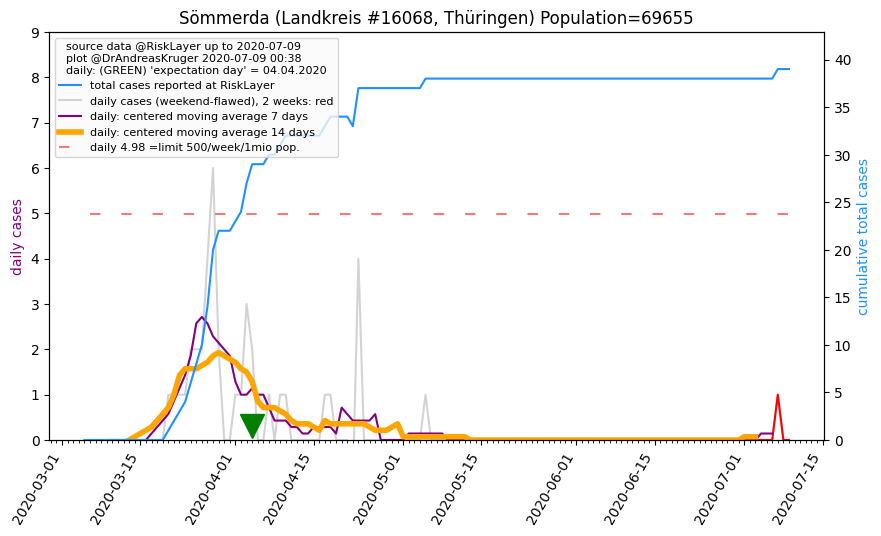 Sömmerda (Landkreis #16068, Thüringen) Population=69655
source data @RiskLayer up to 2020-07-09
plot @DrAndreasKruger 2020-07-09 00:38
daily: (GREEN) 'expectation day' = 04.04.2020
total cases reported at RiskLayer
daily cases (weekend-flawed), 2 weeks: red
daily: centered moving average 7 days
daily: centered moving average 14 days
daily 4.98 =limit 500/week/1mio pop.
daily cases
9
8
7
6
5
4
3
2
1
0
cumulative total cases
40
35
30
25
20
15
10
5
0
2020-03-01
2020-03-15
2020-04-01
2020-04-15
2020-05-01
2020-05-15
2020-06-01
2020-06-15
2020-07-01
2020-07-15